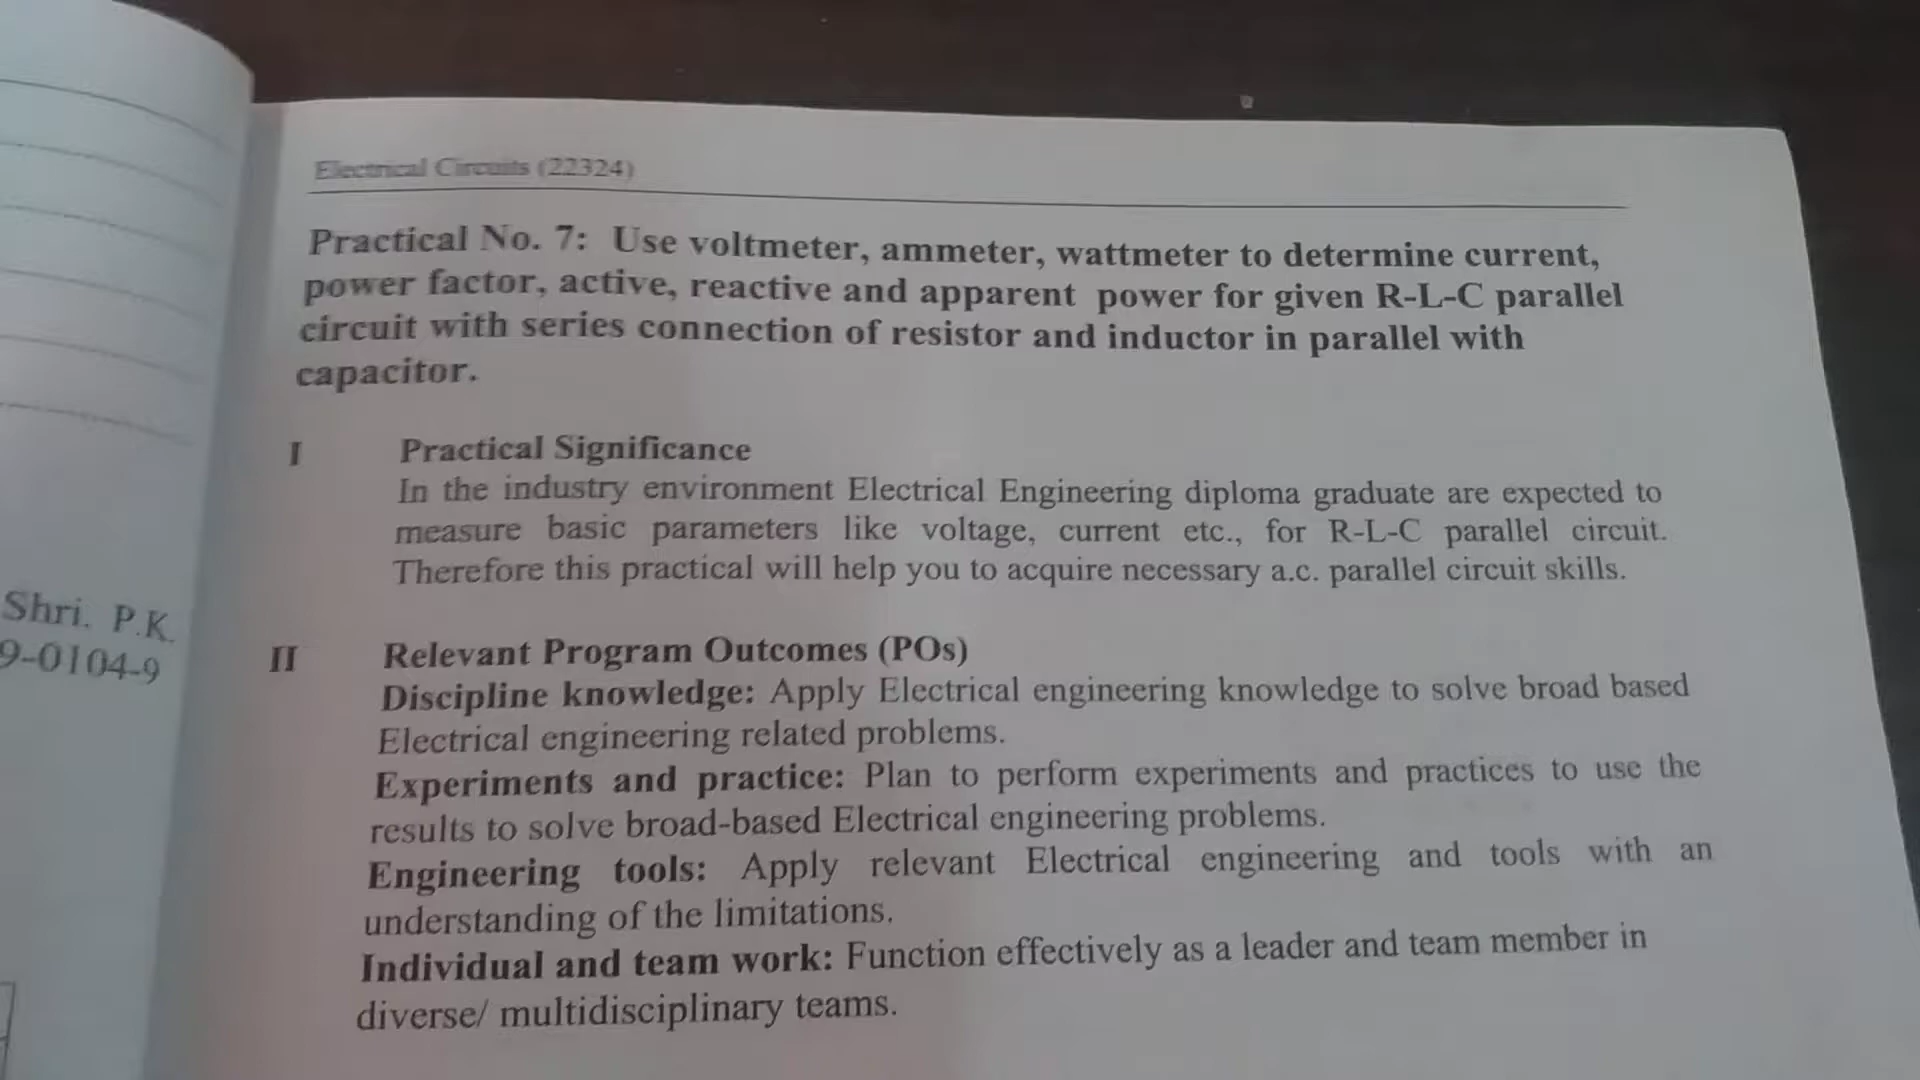 Shri. P.K.
9-0104-9
Electrical Circuits (22324)
Practical No. 7: Use voltmeter, ammeter, wattmeter to determine current,
power factor, active, reactive and apparent power for given R-L-C parallel
circuit with series connection of resistor and inductor in parallel with
capacitor.
I Practical Significance
In the industry environment Electrical Engineering diploma graduate are expected to
measure basic parameters like voltage, current etc., for R-L-C parallel circuit.
Therefore this practical will help you to acquire necessary a.c. parallel circuit skills.
II Relevant Program Outcomes (POs)
Discipline knowledge: Apply Electrical engineering knowledge to solve broad based
Electrical engineering related problems.
Experiments and practice: Plan to perform experiments and practices to use the
results to solve broad-based Electrical engineering problems.
Engineering tools: Apply relevant Electrical engineering and tools with an
understanding of the limitations.
Individual and team work: Function effectively as a leader and team member in
diverse/ multidisciplinary teams.